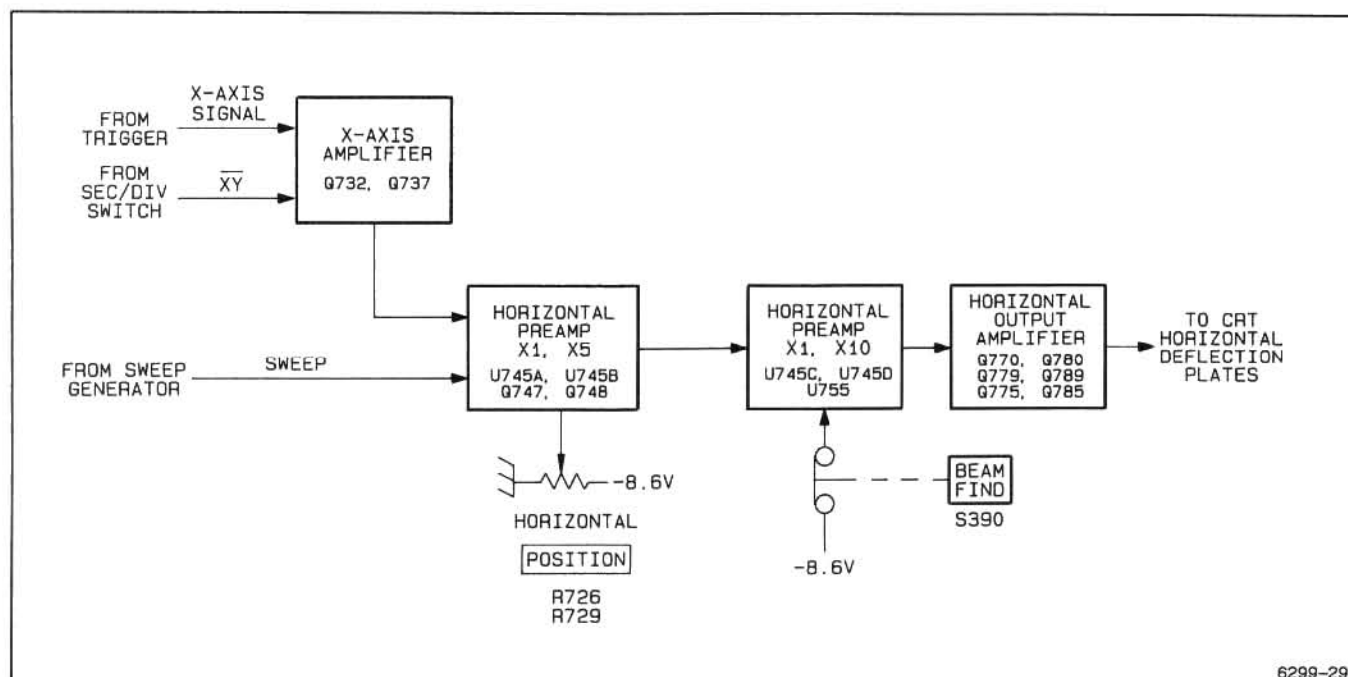 X-AXIS
SIGNAL
FROM
TRIGGER
FROM
SEC/DIV
SWITCH
XY
X-AXIS
AMPLIFIER
Q732, Q737
FROM SWEEP
GENERATOR
SWEEP
HORIZONTAL
PREAMP
X1, X5
U745A, U745B
Q747, Q748
HORIZONTAL
PREAMP
X1, X10
U745C, U745D
U755
HORIZONTAL
OUTPUT
AMPLIFIER
Q770, Q780
Q779, Q789
Q775, Q785
TO CRT
HORIZONTAL
DEFLECTION
PLATES
-8.6V
HORIZONTAL
POSITION
R726
R729
BEAM
FIND
S390
-8.6V
6299-29